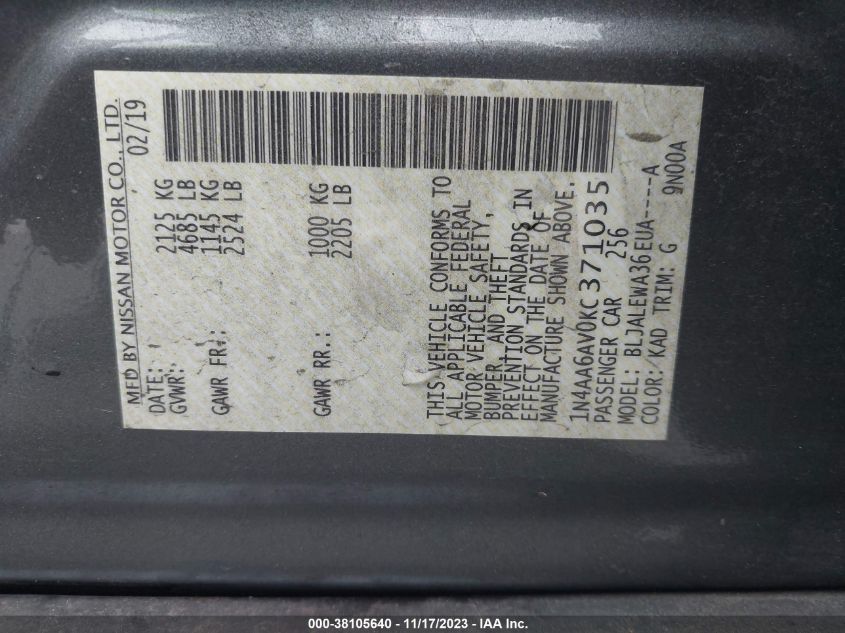 MFD BY NISSAN MOTOR CO., LTD.
DATE: 02/19
GVWR: 2125 KG
4685 LB
GAWR FR.: 1145 KG
2524 LB
GAWR RR.: 1000 KG
2205 LB
THIS VEHICLE CONFORMS TO
ALL APPLICABLE FEDERAL
MOTOR VEHICLE SAFETY,
BUMPER, AND THEFT
PREVENTION STANDARDS IN
EFFECT ON THE DATE OF
MANUFACTURE SHOWN ABOVE.
1N4AA6AV0KC371035
PASSENGER CAR 256
MODEL: BLJALEWA36EUA----A
COLOR/KAD TRIM: G 9N00A
000-38105640 - 11/17/2023 - IAA Inc.